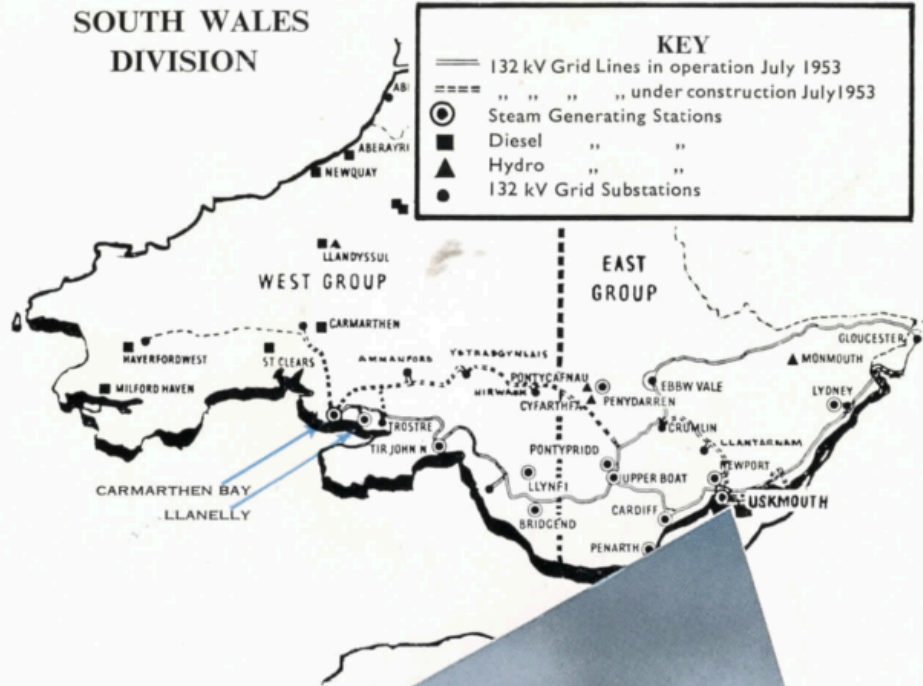 SOUTH WALES
DIVISION
KEY
132 kV Grid Lines in operation July 1953
„ „ „ „ under construction July 1953
Steam Generating Stations
Diesel „ „
Hydro „ „
132 kV Grid Substations
NEWQUAY
LLANDYSSUL
WEST GROUP
EAST
GROUP
CARMARTHEN
HAVERFORDWEST
ST CLEARS
MILFORD HAVEN
AMMANFORD
YSTRADGYNLAIS
HIRWAUN
PONTYCAFNAU
CYFARTHFA
PENYDARREN
EBBW VALE
GLOUCESTER
MONMOUTH
LYDNEY
CRUMLIN
LLANTARNAM
TROSTRE
TIR JOHN N
PONTYPRIDD
UPPER BOAT
NEWPORT
USKMOUTH
LLYNFI
BRIDGEND
CARDIFF
PENARTH
CARMARTHEN BAY
LLANELLY